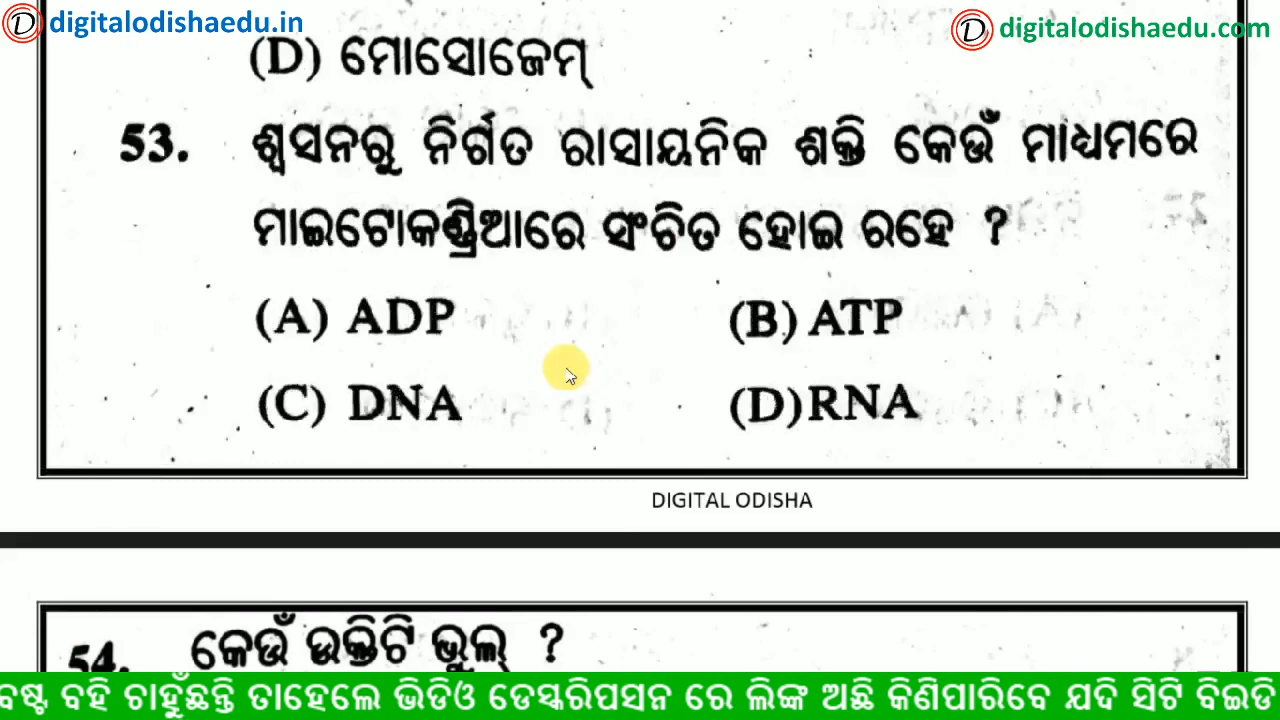 digitalodishaedu.in
digitalodishaedu.com
(D) ମୋସୋଜେମ୍
53. ଶ୍ୱସନରୁ ନିର୍ଗତ ରାସାୟନିକ ଶକ୍ତି କେଉଁ ମାଧ୍ୟମରେ
ମାଇଟୋକଣ୍ଡ୍ରିଆରେ ସଂଚିତ ହୋଇ ରହେ ?
(A) ADP (B) ATP
(C) DNA (D) RNA
DIGITAL ODISHA
54. କେଉଁ ଉକ୍ତିଟି ଭୁଲ୍ ?
ବଷ୍ଟ ବହି ଚାହୁଁଛନ୍ତି ତାହେଲେ ଭିଡିଓ ଡେସ୍କରିପସନ ରେ ଲିଙ୍କ ଅଛି କିଣିପାରିବେ ଯଦି ସିଟି ବିଇଡି